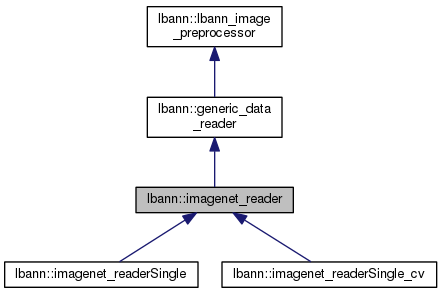 lbann::lbann_image
_preprocessor
lbann::generic_data
_reader
lbann::imagenet_reader
lbann::imagenet_readerSingle
lbann::imagenet_readerSingle_cv